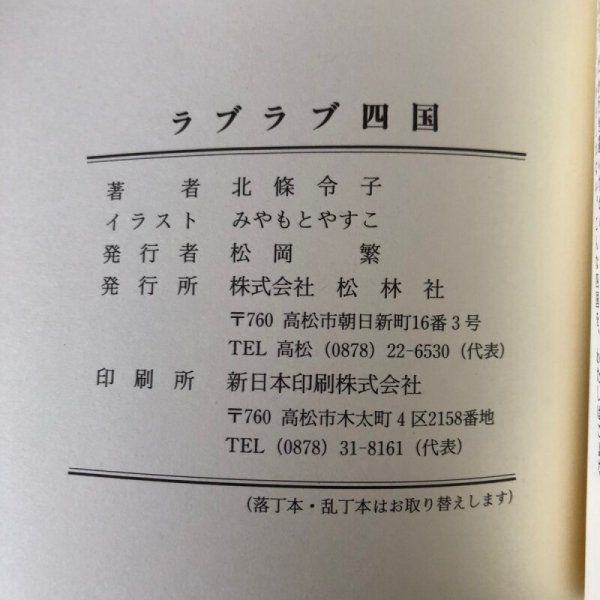 ラブラブ四国
著者 北條令子
イラスト みやもとやすこ
発行者 松岡 繁
発行所 株式会社 松林社
〒760 高松市朝日新町16番3号
TEL 高松 (0878) 22-6530 (代表)
印刷所 新日本印刷株式会社
〒760 高松市木太町4区2158番地
TEL (0878) 31-8161 (代表)
(落丁本・乱丁本はお取り替えします)